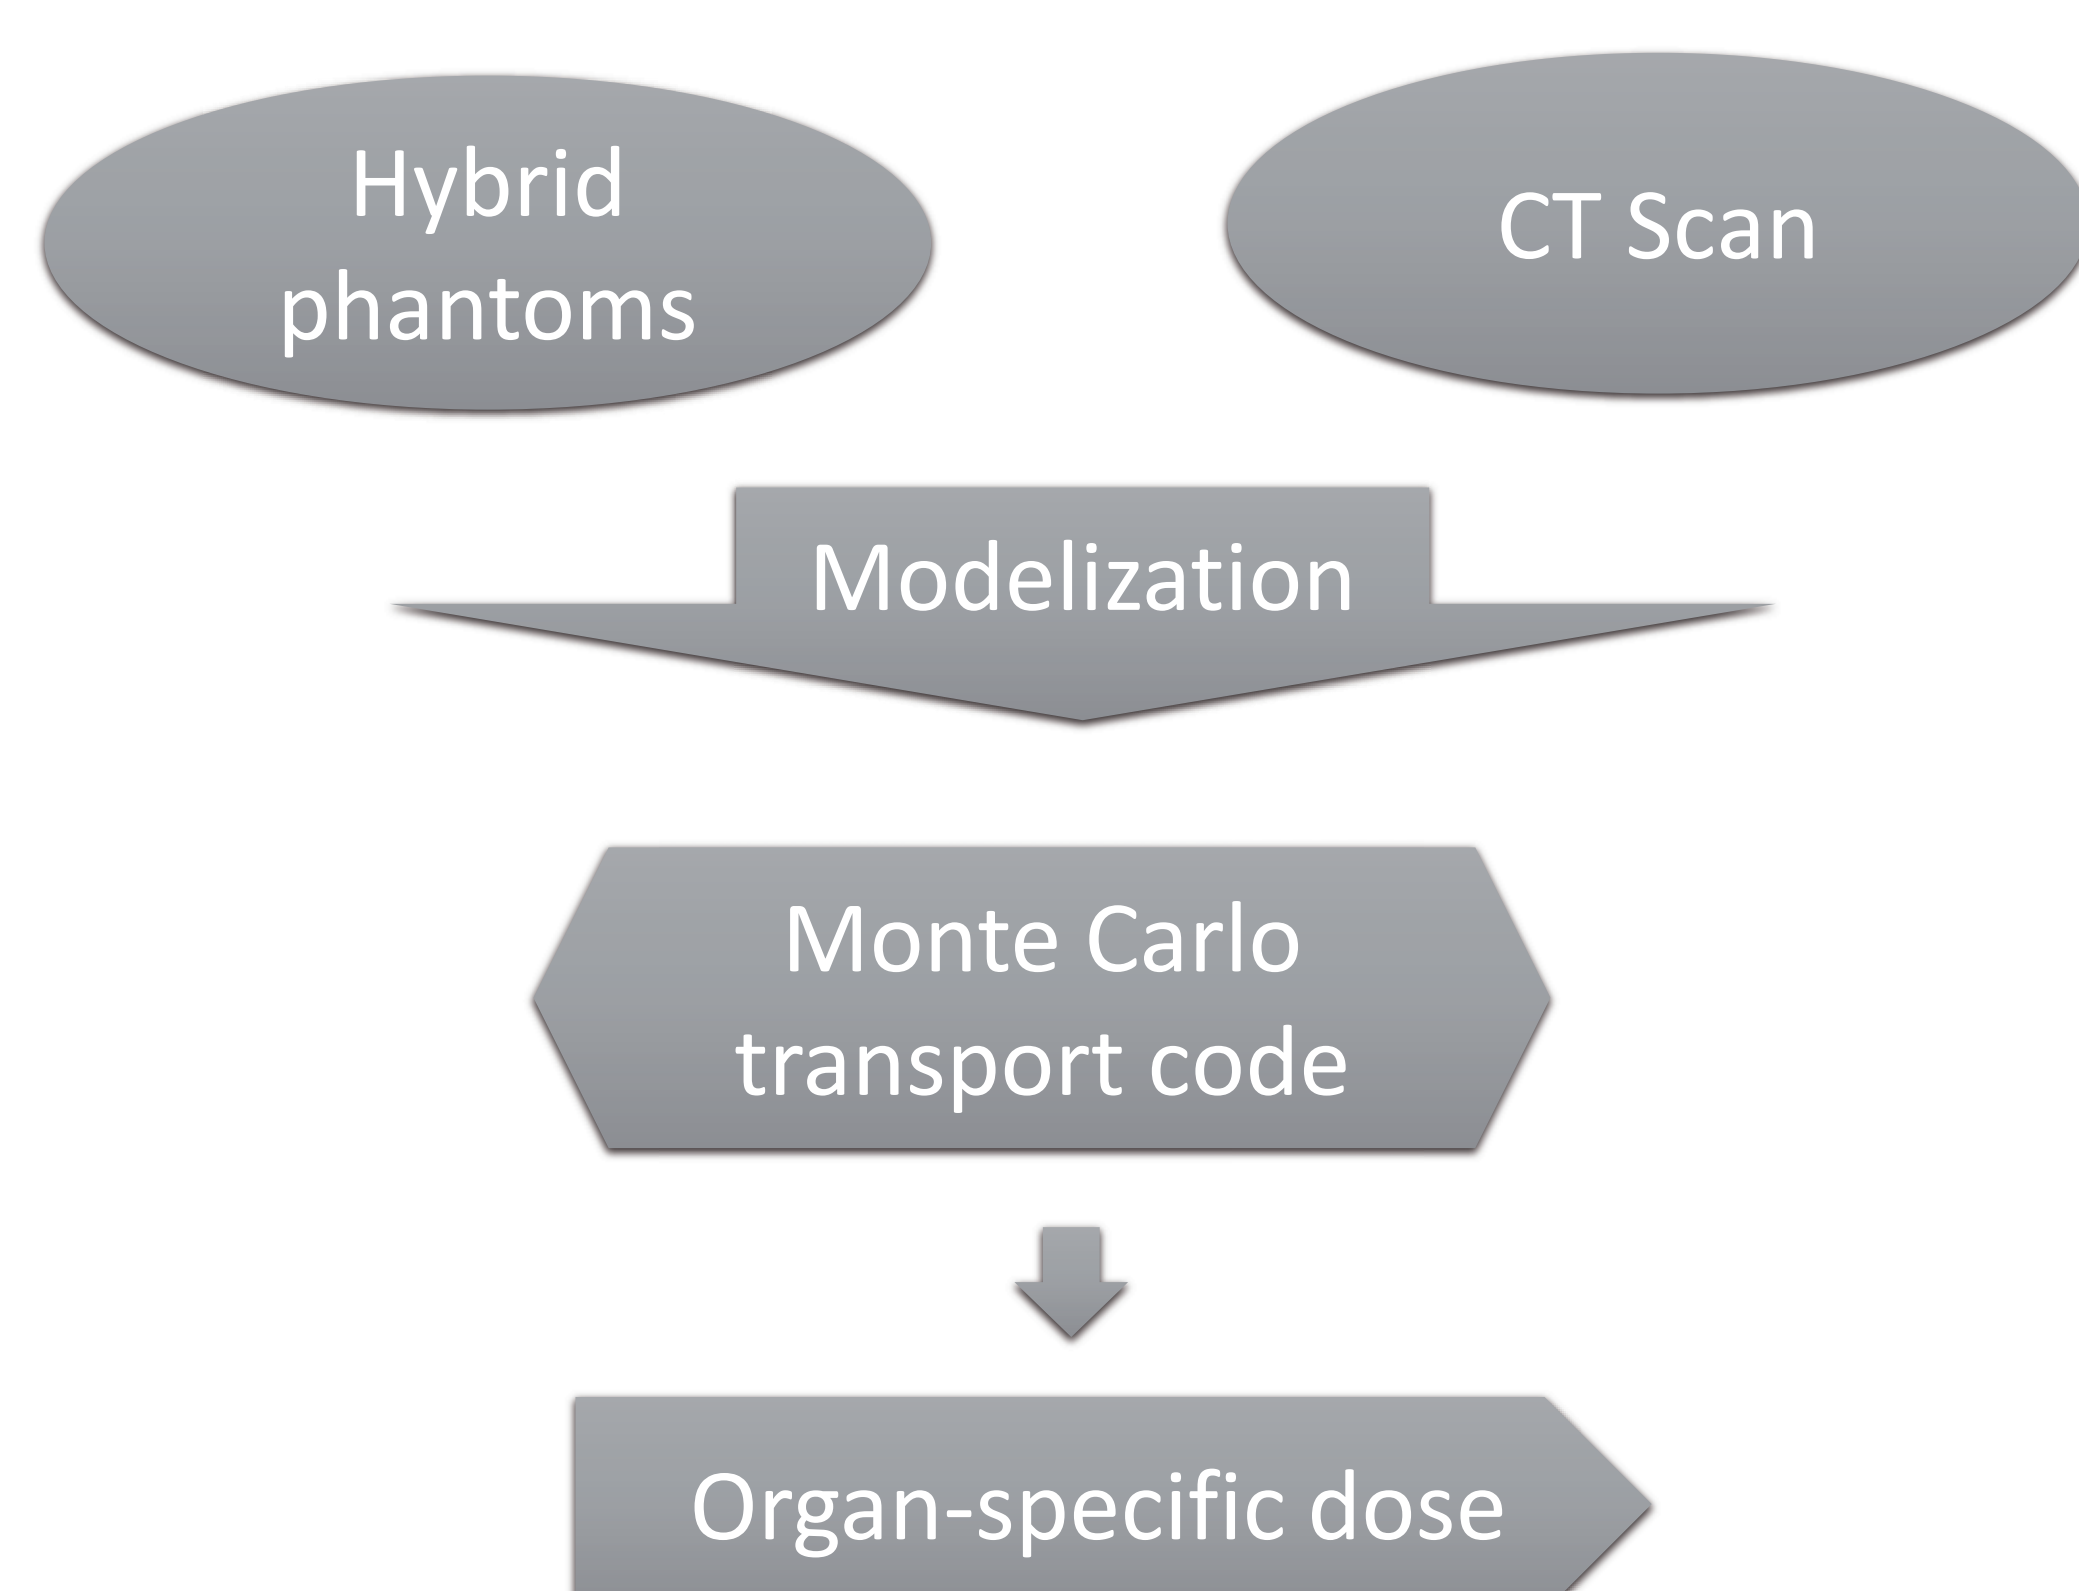 Hybrid
phantoms
CT Scan
Modelization
Monte Carlo
transport code
Organ-specific dose